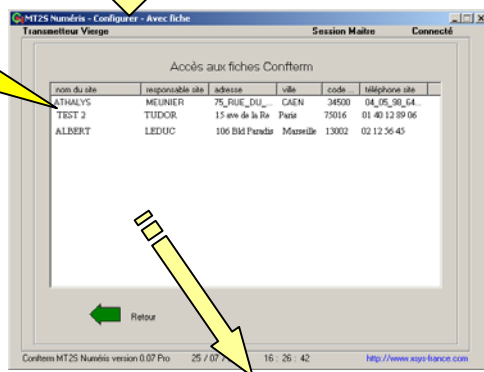 MT2S Numéris - Configurer - Avec fiche
Transmetteur Vierge Session Maitre Connecté
Accès aux fiches Confterm
nom du site responsable site adresse ville code ... téléphone site
ATHALYS MEUNIER 75_RUE_DU_... CAEN 34500 04_05_98_64...
TEST 2 TUDOR 15 ave de la Re Paris 75016 01 40 12 89 06
ALBERT LEDUC 106 Bld Paradis Marseille 13002 02 12 56 45
Retour
Confterm MT2S Numéris version 0.07 Pro 25 / 07 / 16 : 26 : 42 http://www.xsys-france.com